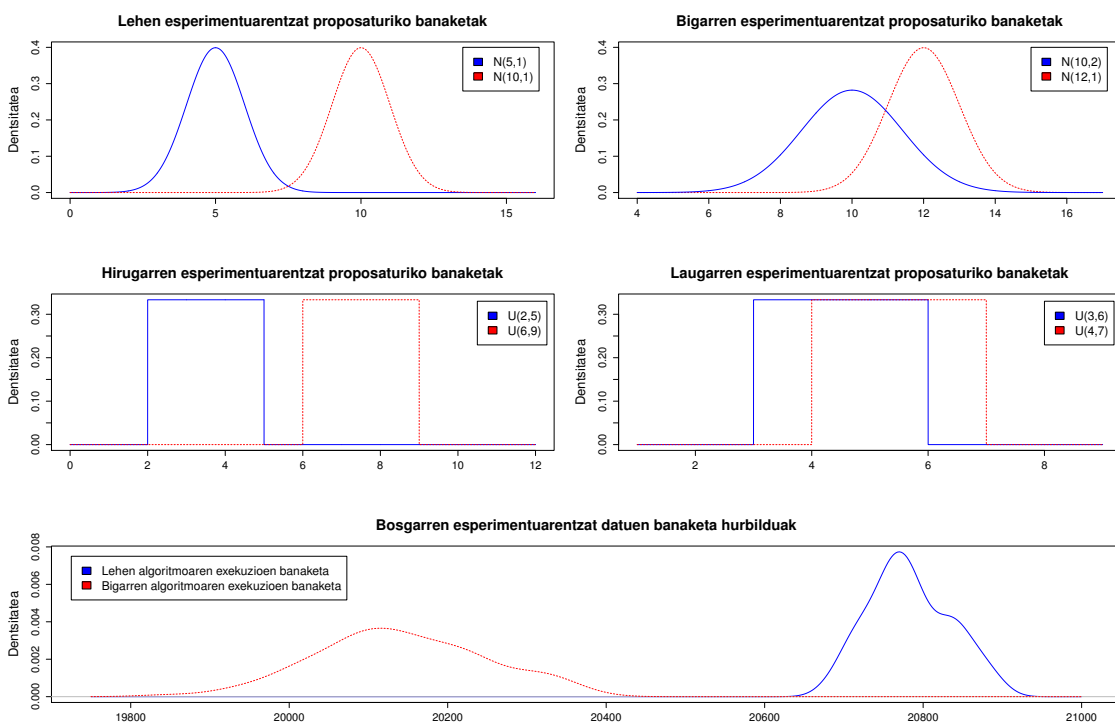 Lehen esperimentuarentzat proposaturiko banaketak
Dentsitatea
0.0 0.1 0.2 0.3 0.4
N(5,1)
N(10,1)
0 5 10 15
Bigarren esperimentuarentzat proposaturiko banaketak
Dentsitatea
0.0 0.1 0.2 0.3 0.4
N(10,2)
N(12,1)
4 6 8 10 12 14 16
Hirugarren esperimentuarentzat proposaturiko banaketak
Dentsitatea
0.00 0.10 0.20 0.30
U(2,5)
U(6,9)
0 2 4 6 8 10 12
Laugarren esperimentuarentzat proposaturiko banaketak
Dentsitatea
0.00 0.10 0.20 0.30
U(3,6)
U(4,7)
2 4 6 8
Bosgarren esperimentuarentzat datuen banaketa hurbilduak
Dentsitatea
0.000 0.002 0.004 0.006 0.008
Lehen algoritmoaren exekuzioen banaketa
Bigarren algoritmoaren exekuzioen banaketa
19800 20000 20200 20400 20600 20800 21000